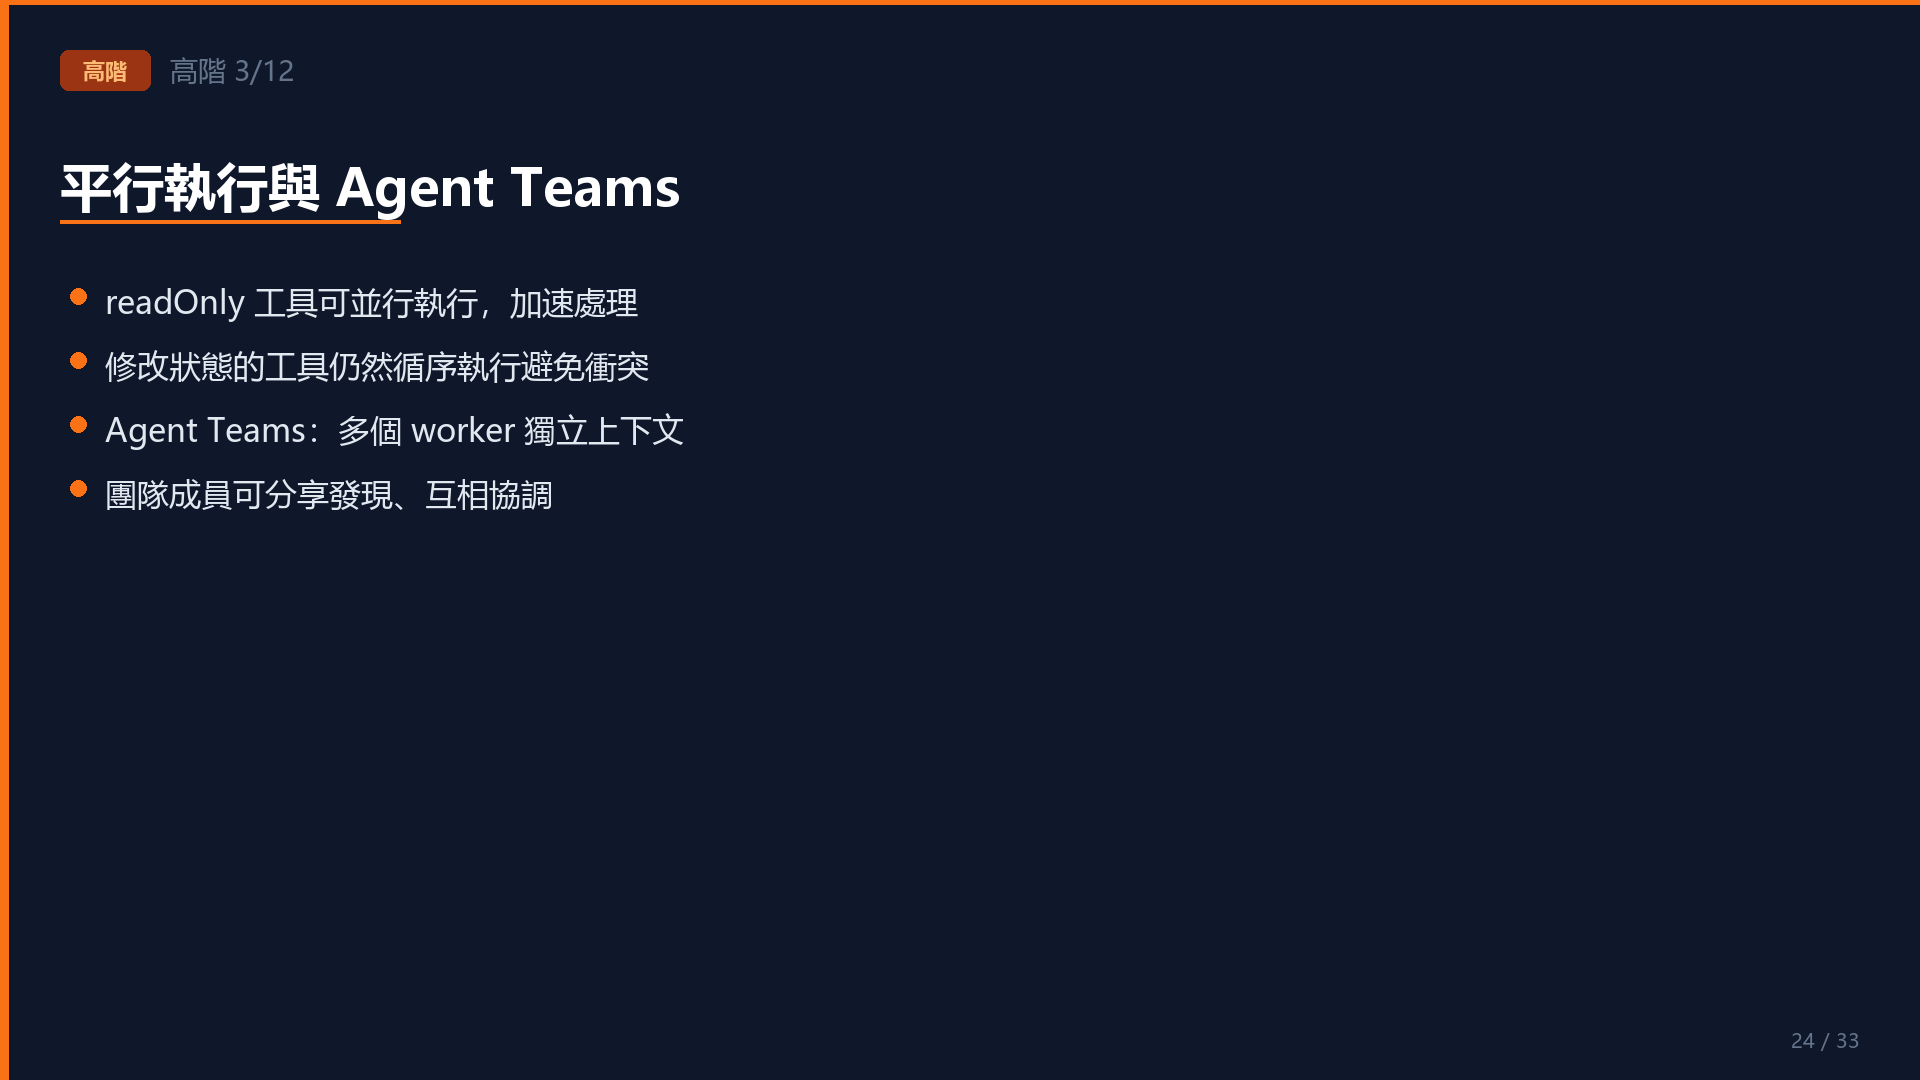 高階
高階 3/12
平行執行與 Agent Teams
readOnly 工具可並行執行，加速處理
修改狀態的工具仍然循序執行避免衝突
Agent Teams：多個 worker 獨立上下文
團隊成員可分享發現、互相協調
24 / 33